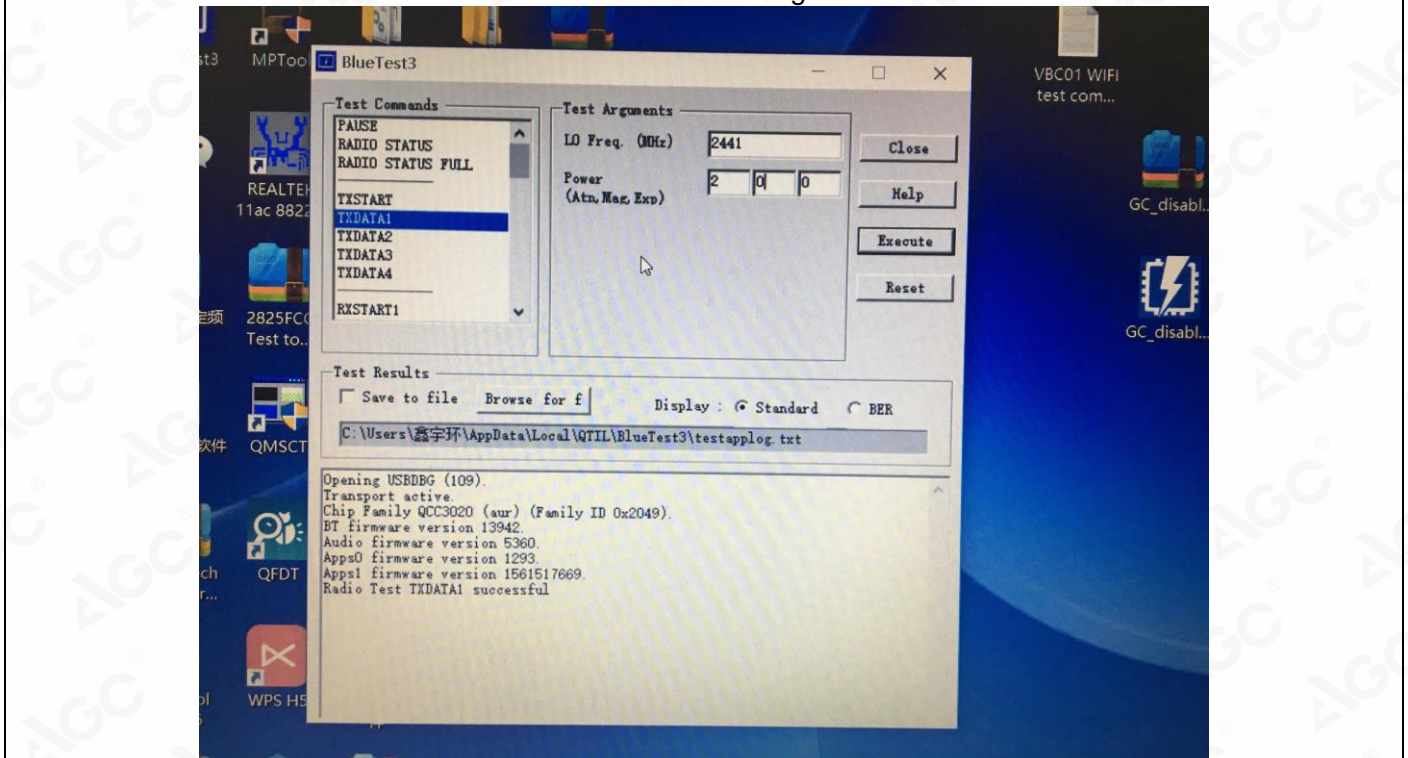 MPToo
BlueTest3
VBC01 WIFI
test com...
Test Commands
PAUSE
RADIO STATUS
RADIO STATUS FULL
TXSTART
TXDATA1
TXDATA2
TXDATA3
TXDATA4
RXSTART1
Test Arguments
LO Freq. (MHz) 2441
Power 2 0 0
(Atn, Mag, Exp)
Close
Help
Execute
Reset
REALTEK
11ac 8822
GC_disabl...
2825FCC
Test to...
GC_disabl...
Test Results
Save to file Browse for f Display : Standard BER
C:\Users\鑫宇环\AppData\Local\QTIL\BlueTest3\testapplog.txt
软件 QMSCT
Opening USBDBG (109).
Transport active.
Chip Family QCC3020 (aur) (Family ID 0x2049).
BT firmware version 13942.
Audio firmware version 5360.
Apps0 firmware version 1293.
Apps1 firmware version 1561517669.
Radio Test TXDATA1 successful
QFDT
WPS H5
AGC